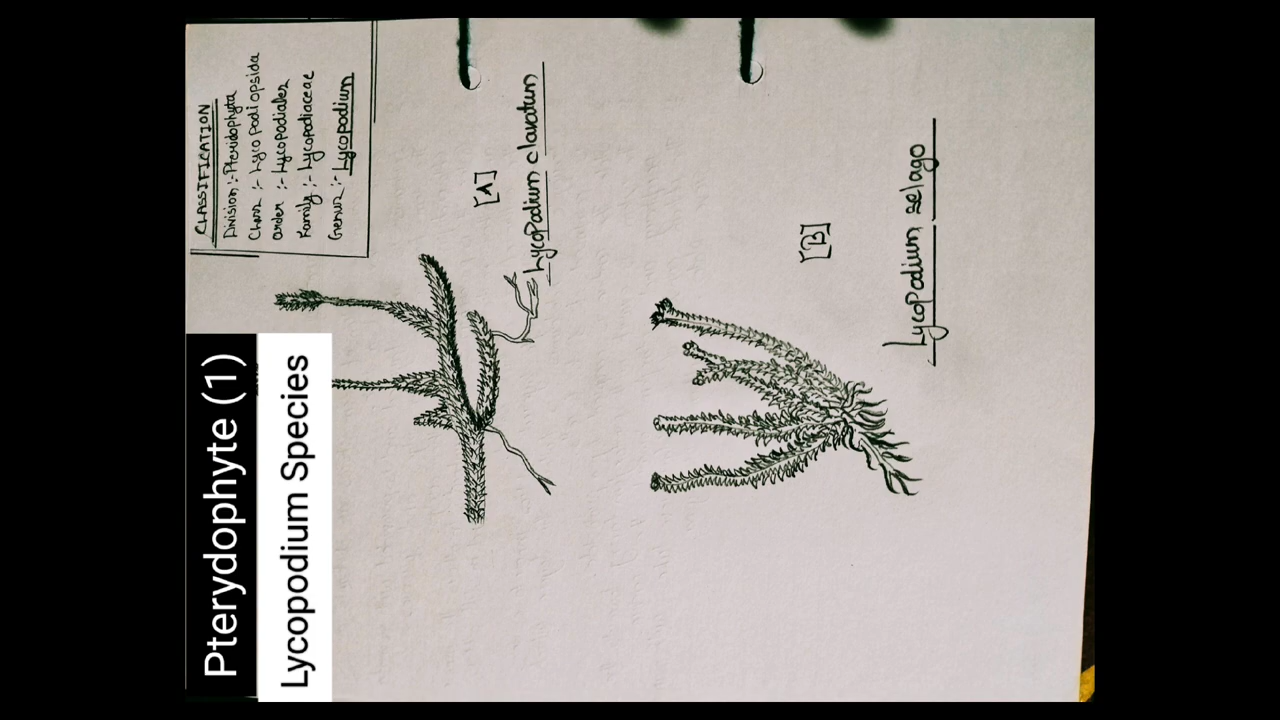 Pterydophyte (1)
Lycopodium Species
CLASSIFICATION
Division :- Pteridophyta
Class :- Lycopodiopsida
Order :- Lycopodiales
Family :- Lycopodiaceae
Genus :- Lycopodium
[A]
Lycopodium clavatum
[B]
Lycopodium selago